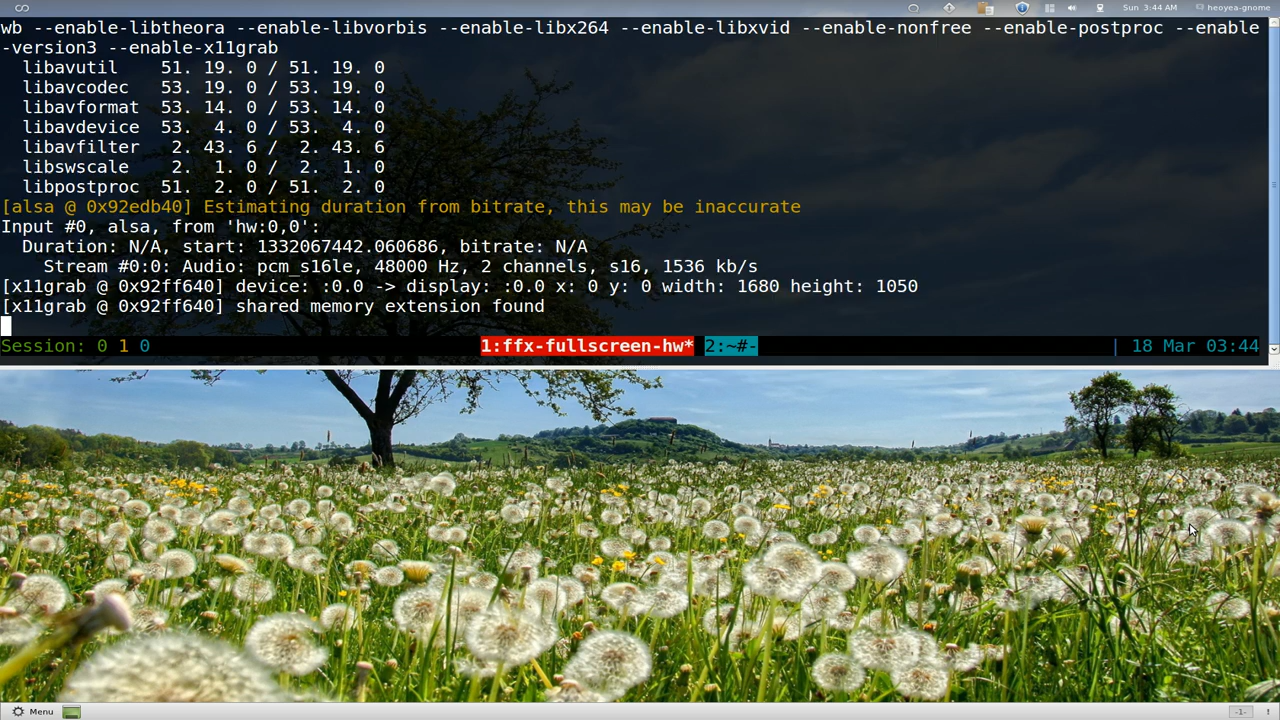 Sun 3:44 AM heoyea-gnome
wb --enable-libtheora --enable-libvorbis --enable-libx264 --enable-libxvid --enable-nonfree --enable-postproc --enable
-version3 --enable-x11grab
libavutil 51. 19. 0 / 51. 19. 0
libavcodec 53. 19. 0 / 53. 19. 0
libavformat 53. 14. 0 / 53. 14. 0
libavdevice 53. 4. 0 / 53. 4. 0
libavfilter 2. 43. 6 / 2. 43. 6
libswscale 2. 1. 0 / 2. 1. 0
libpostproc 51. 2. 0 / 51. 2. 0
[alsa @ 0x92edb40] Estimating duration from bitrate, this may be inaccurate
Input #0, alsa, from 'hw:0,0':
Duration: N/A, start: 1332067442.060686, bitrate: N/A
Stream #0:0: Audio: pcm_s16le, 48000 Hz, 2 channels, s16, 1536 kb/s
[x11grab @ 0x92ff640] device: :0.0 -> display: :0.0 x: 0 y: 0 width: 1680 height: 1050
[x11grab @ 0x92ff640] shared memory extension found
Session: 0 1 0 1:ffx-fullscreen-hw* 2:~#- | 18 Mar 03:44
Menu -1- !